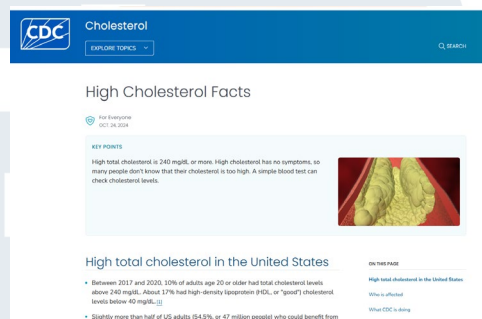 CDC
Cholesterol
EXPLORE TOPICS
SEARCH
High Cholesterol Facts
For Everyone
OCT. 24, 2024
KEY POINTS
High total cholesterol is 240 mg/dL or more. High cholesterol has no symptoms, so
many people don't know that their cholesterol is too high. A simple blood test can
check cholesterol levels.
High total cholesterol in the United States
• Between 2017 and 2020, 10% of adults age 20 or older had total cholesterol levels
above 240 mg/dL. About 17% had high-density lipoprotein (HDL, or "good") cholesterol
levels below 40 mg/dL.[1]
• Slightly more than half of US adults (54.5%, or 47 million people) who could benefit from
ON THIS PAGE
High total cholesterol in the United States
Who is affected
What CDC is doing